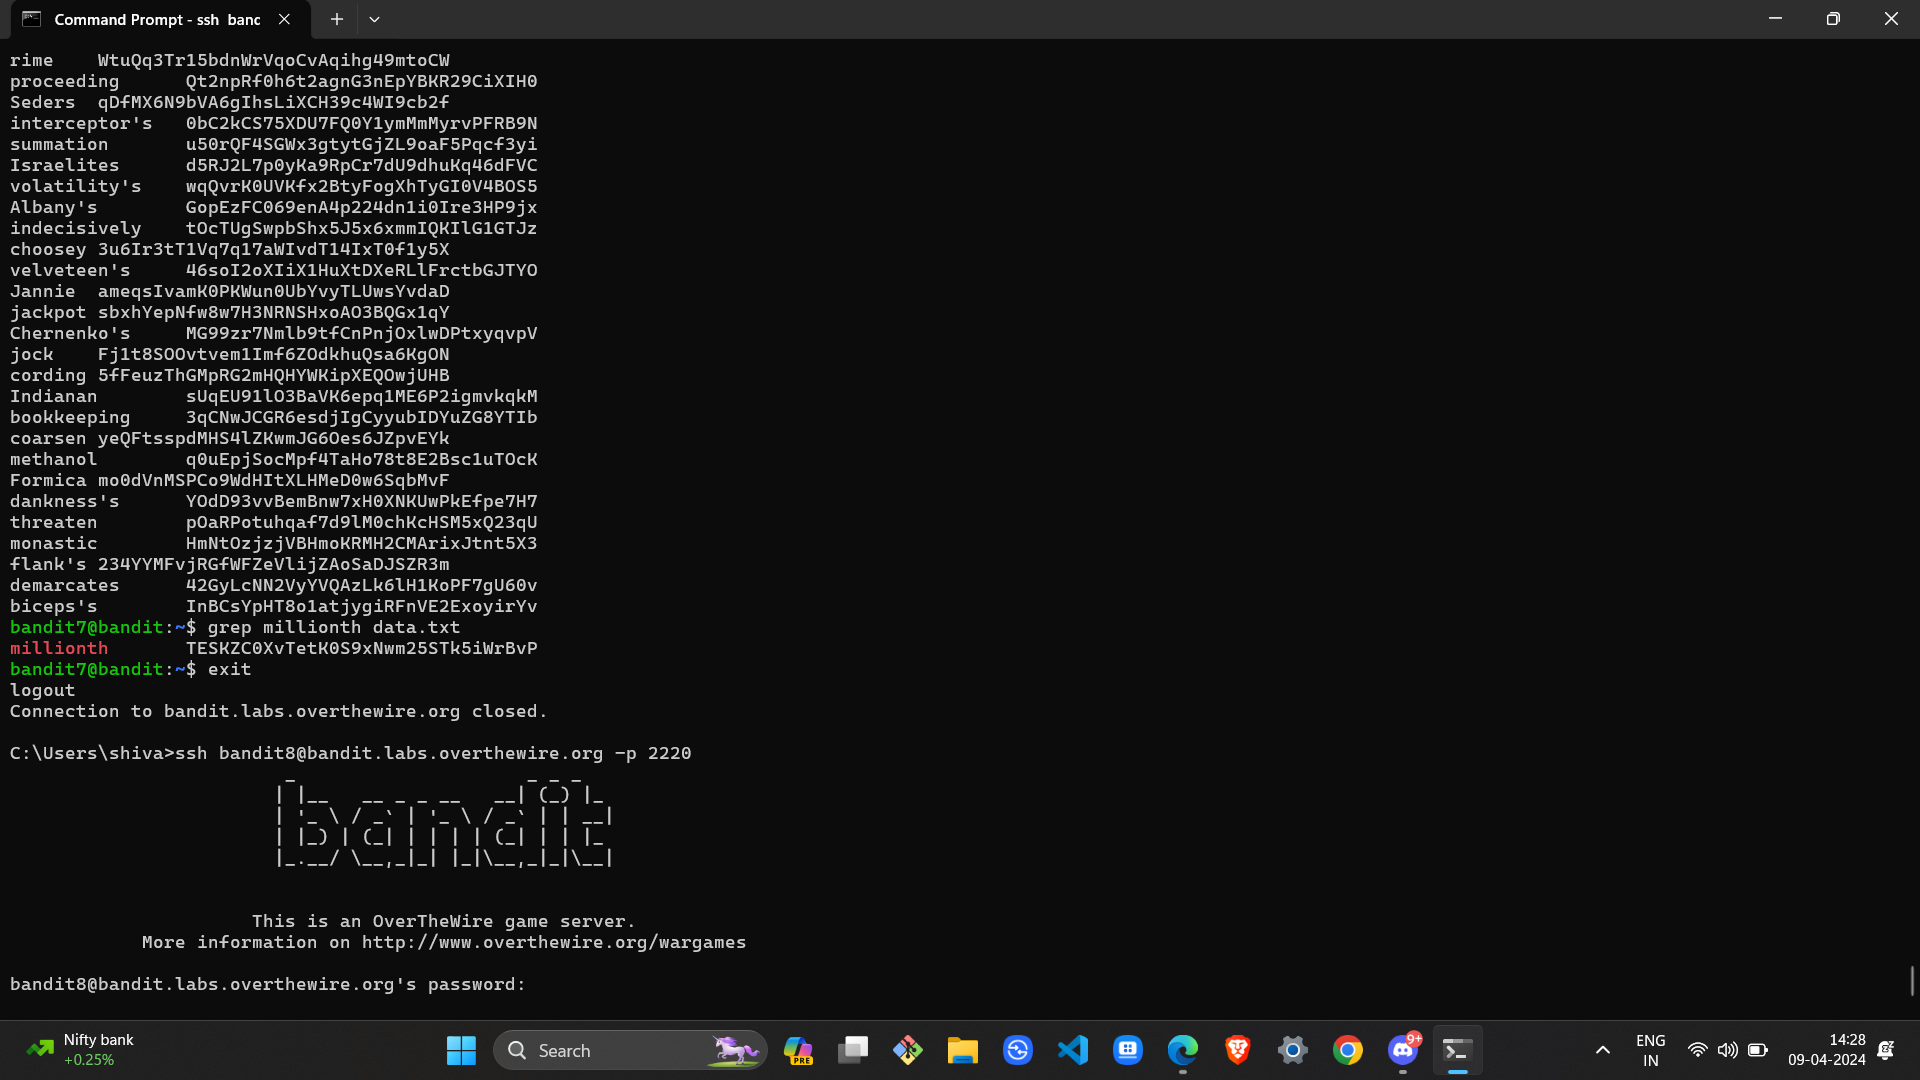 Command Prompt - ssh  banc
rime    WtuQq3Tr15bdnWrVqoCvAqihg49mtoCW
proceeding      Qt2npRf0h6t2agnG3nEpYBKR29CiXIH0
Seders  qDfMX6N9bVA6gIhsLiXCH39c4WI9cb2f
interceptor's   0bC2kCS75XDU7FQ0Y1ymMmMyrvPFRB9N
summation       u50rQF4SGWx3gtytGjZL9oaF5Pqcf3yi
Israelites      d5RJ2L7p0yKa9RpCr7dU9dhuKq46dFVC
volatility's    wqQvrK0UVKfx2BtyFogXhTyGI0V4BOS5
Albany's        GopEzFC069enA4p224dn1i0Ire3HP9jx
indecisively    tOcTUgSwpbShx5J5x6xmmIQKIlG1GTJz
choosey 3u6Ir3tT1Vq7q17aWIvdT14IxT0f1y5X
velveteen's     46soI2oXIiX1HuXtDXeRLlFrctbGJTYO
Jannie  ameqsIvamK0PKWun0UbYvyTLUwsYvdaD
jackpot sbxhYepNfw8w7H3NRNSHxoAO3BQGx1qY
Chernenko's     MG99zr7Nmlb9tfCnPnjOxlwDPtxyqvpV
jock    Fj1t8SOOvtvem1Imf6ZOdkhuQsa6KgON
cording 5fFeuzThGMpRG2mHQHYWKipXEQOwjUHB
Indianan        sUqEU91lO3BaVK6epq1ME6P2igmvkqkM
bookkeeping     3qCNwJCGR6esdjIgCyyubIDYuZG8YTIb
coarsen yeQFtsspdMHS4lZKwmJG6Oes6JZpvEYk
methanol        q0uEpjSocMpf4TaHo78t8E2Bsc1uTOcK
Formica mo0dVnMSPCo9WdHItXLHMeD0w6SqbMvF
dankness's      YOdD93vvBemBnw7xH0XNKUwPkEfpe7H7
threaten        pOaRPotuhqaf7d9lM0chKcHSM5xQ23qU
monastic        HmNtOzjzjVBHmoKRMH2CMArixJtnt5X3
flank's 234YYMFvjRGfWFZeVlijZAoSaDJSZR3m
demarcates      42GyLcNN2VyYVQAzLk6lH1KoPF7gU60v
biceps's        InBCsYpHT8o1atjygiRFnVE2ExoyirYv
bandit7@bandit:~$ grep millionth data.txt
millionth       TESKZC0XvTetK0S9xNwm25STk5iWrBvP
bandit7@bandit:~$ exit
logout
Connection to bandit.labs.overthewire.org closed.
C:\Users\shiva>ssh bandit8@bandit.labs.overthewire.org -p 2220
bandit
This is an OverTheWire game server.
More information on http://www.overthewire.org/wargames
bandit8@bandit.labs.overthewire.org's password:
Nifty bank
+0.25%
Search
PRE
9+
ENG
IN
14:28
09-04-2024